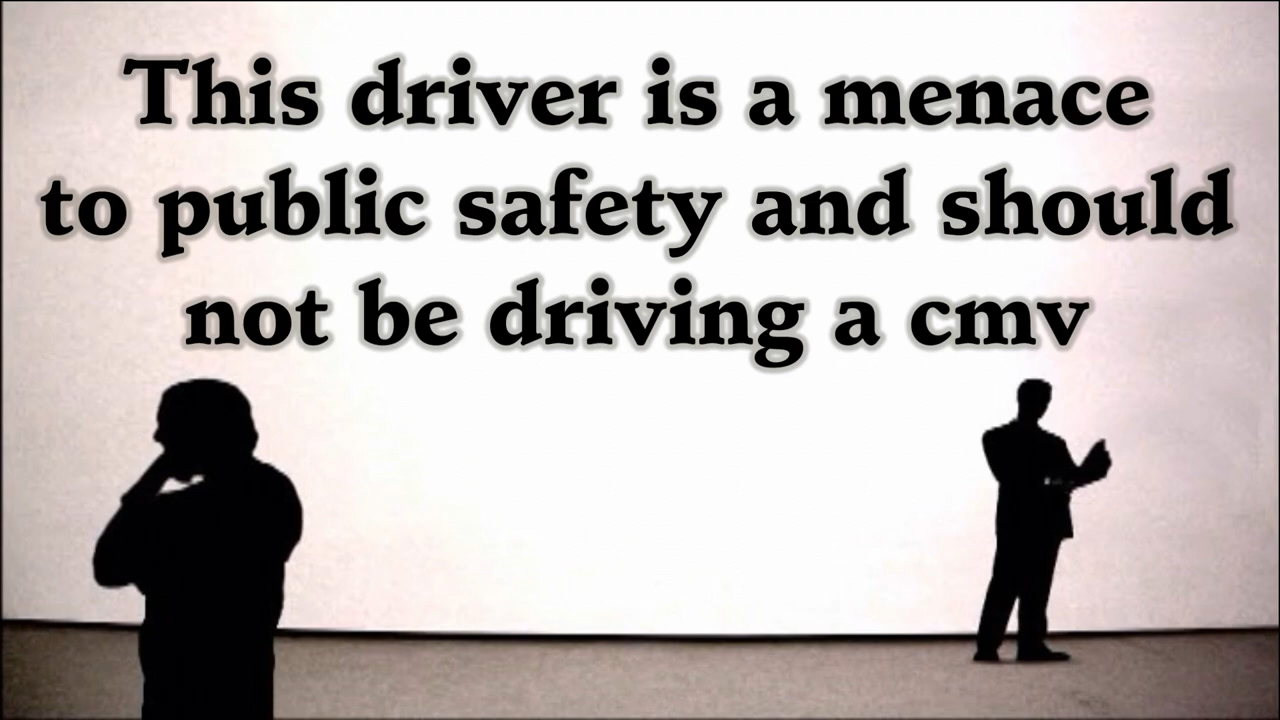 This driver is a menace
to public safety and should
not be driving a cmv